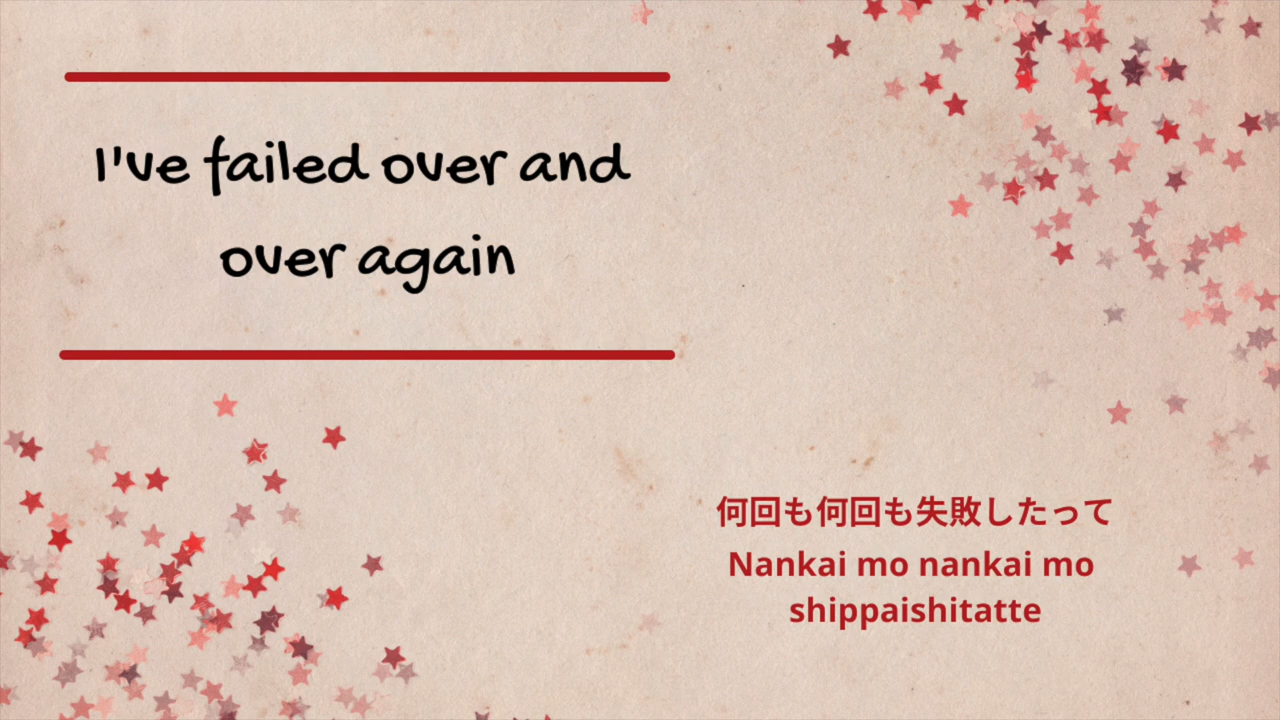 I've failed over and
over again
何回も何回も失敗したって
Nankai mo nankai mo
shippaishitatte